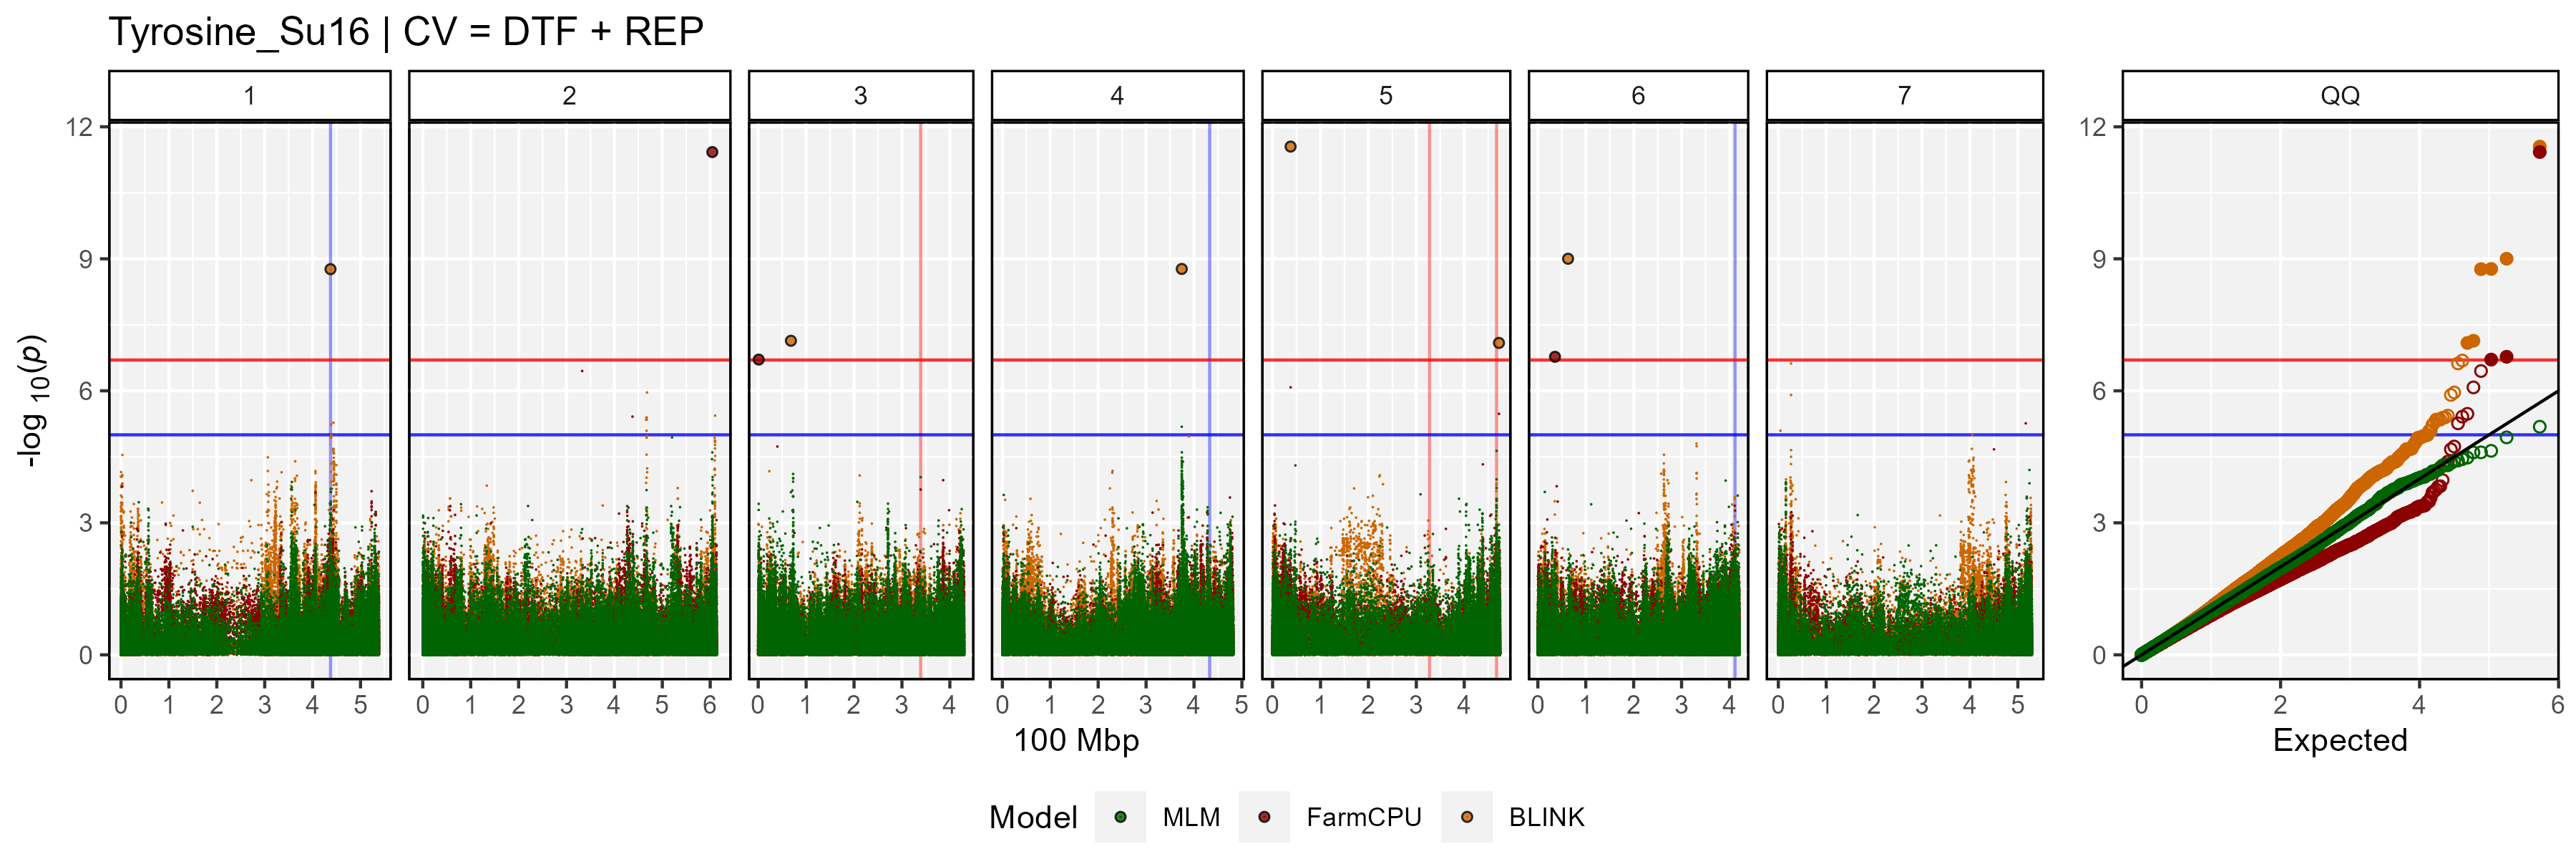 Tyrosine_Su16 | CV = DTF + REP
1 2 3 4 5 6 7 QQ
12 12
9 9
6 6
3 3
0 0
-log 10(p)
0 1 2 3 4 5 0 1 2 3 4 5 6 0 1 2 3 4 0 1 2 3 4 5 0 1 2 3 4 0 1 2 3 4 0 1 2 3 4 5 0 2 4 6
100 Mbp Expected
Model MLM FarmCPU BLINK